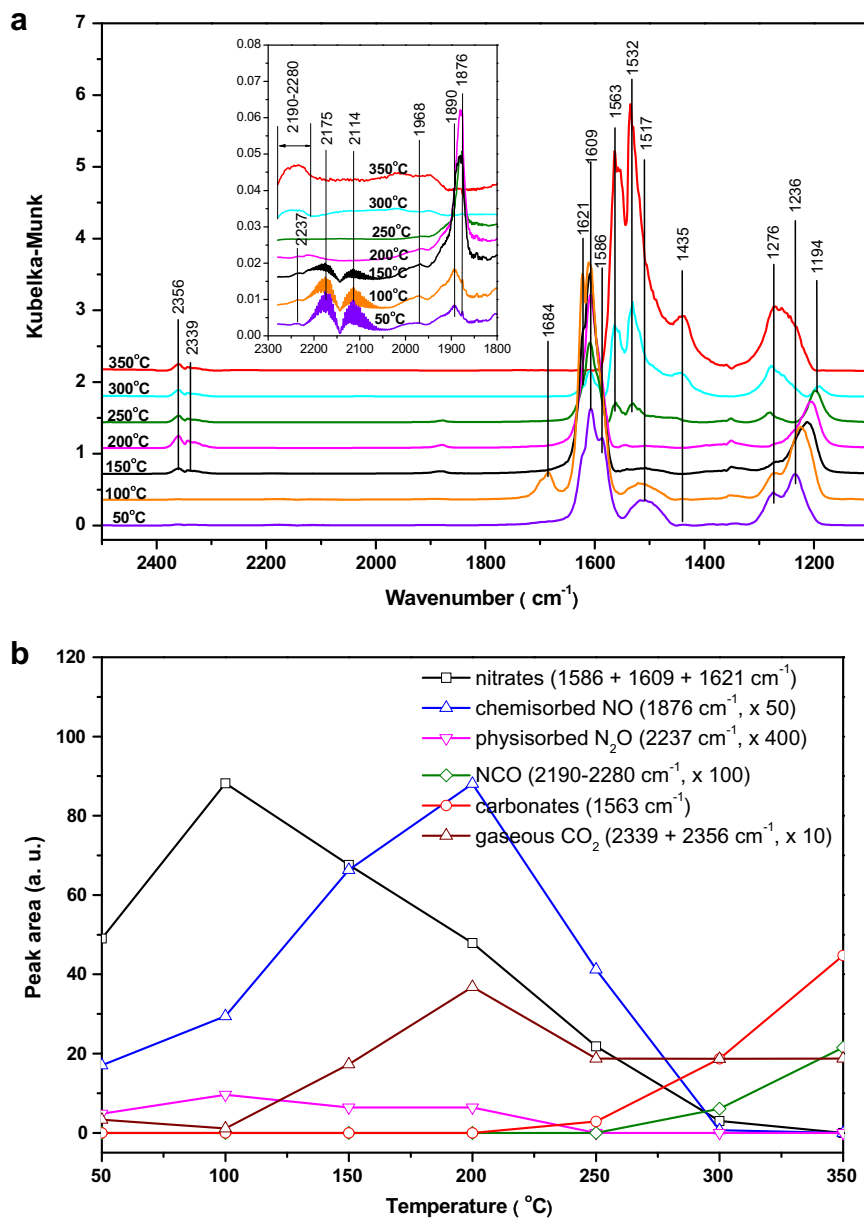 a
7
6
5
4
3
2
1
0
Kubelka-Munk
2400
2200
2000
1800
1600
1400
1200
Wavenumber ( cm⁻¹)
2356
2339
1684
1621
1609
1586
1563
1532
1517
1435
1276
1236
1194
350°C
300°C
250°C
200°C
150°C
100°C
50°C
0.08
0.07
0.06
0.05
0.04
0.03
0.02
0.01
0.00
2300
2200
2100
2000
1900
1800
2190-2280
2237
2175
2114
1968
1890
1876
350°C
300°C
250°C
200°C
150°C
100°C
50°C
b
120
100
80
60
40
20
0
Peak area (a. u.)
nitrates (1586 + 1609 + 1621 cm⁻¹)
chemisorbed NO (1876 cm⁻¹, x 50)
physisorbed N₂O (2237 cm⁻¹, x 400)
NCO (2190-2280 cm⁻¹, x 100)
carbonates (1563 cm⁻¹)
gaseous CO₂ (2339 + 2356 cm⁻¹, x 10)
50
100
150
200
250
300
350
Temperature ( °C)